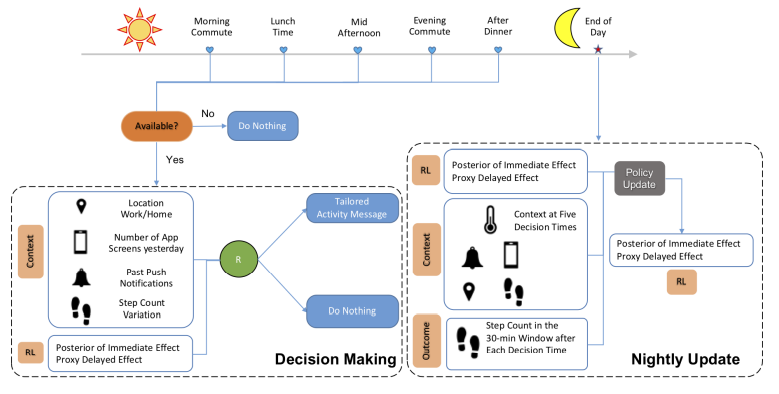 Morning
Commute
Lunch
Time
Mid
Afternoon
Evening
Commute
After
Dinner
End of
Day
Available?
No
Do Nothing
Yes
Context
Location
Work/Home
Number of App
Screens yesterday
Past Push
Notifications
Step Count
Variation
RL
Posterior of Immediate Effect
Proxy Delayed Effect
R
Tailored
Activity Message
Do Nothing
Decision Making
RL
Posterior of Immediate Effect
Proxy Delayed Effect
Context
Context at Five
Decision Times
Outcome
Step Count in the
30-min Window after
Each Decision Time
Policy
Update
Posterior of Immediate Effect
Proxy Delayed Effect
RL
Nightly Update